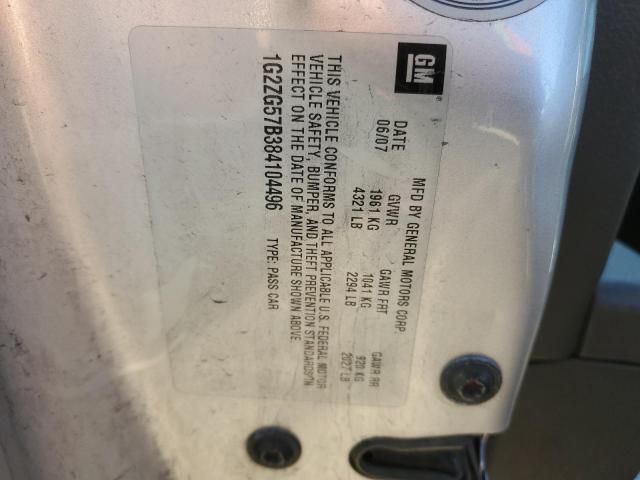 GM
®
MFD BY GENERAL MOTORS CORP.
DATE GVWR GAWR FRT GAWR RR
06/07 1961 KG 1041 KG 920 KG
4321 LB 2294 LB 2027 LB
THIS VEHICLE CONFORMS TO ALL APPLICABLE U.S. FEDERAL MOTOR
VEHICLE SAFETY, BUMPER, AND THEFT PREVENTION STANDARDS IN
EFFECT ON THE DATE OF MANUFACTURE SHOWN ABOVE.
1G2ZG57B384104496 TYPE: PASS CAR